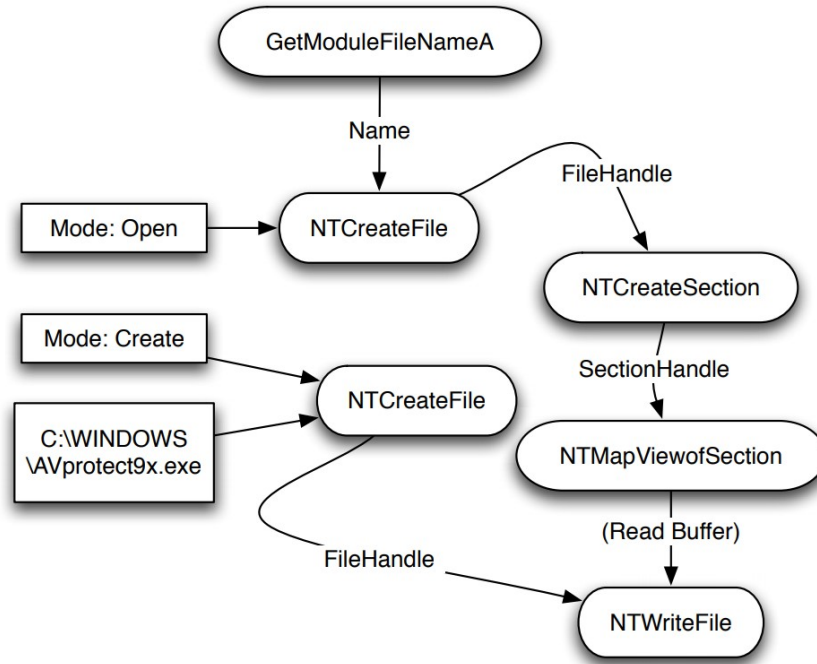 GetModuleFileNameA
Name
FileHandle
Mode: Open
NTCreateFile
NTCreateSection
Mode: Create
SectionHandle
NTCreateFile
C:\WINDOWS
\AVprotect9x.exe
NTMapViewofSection
(Read Buffer)
FileHandle
NTWriteFile